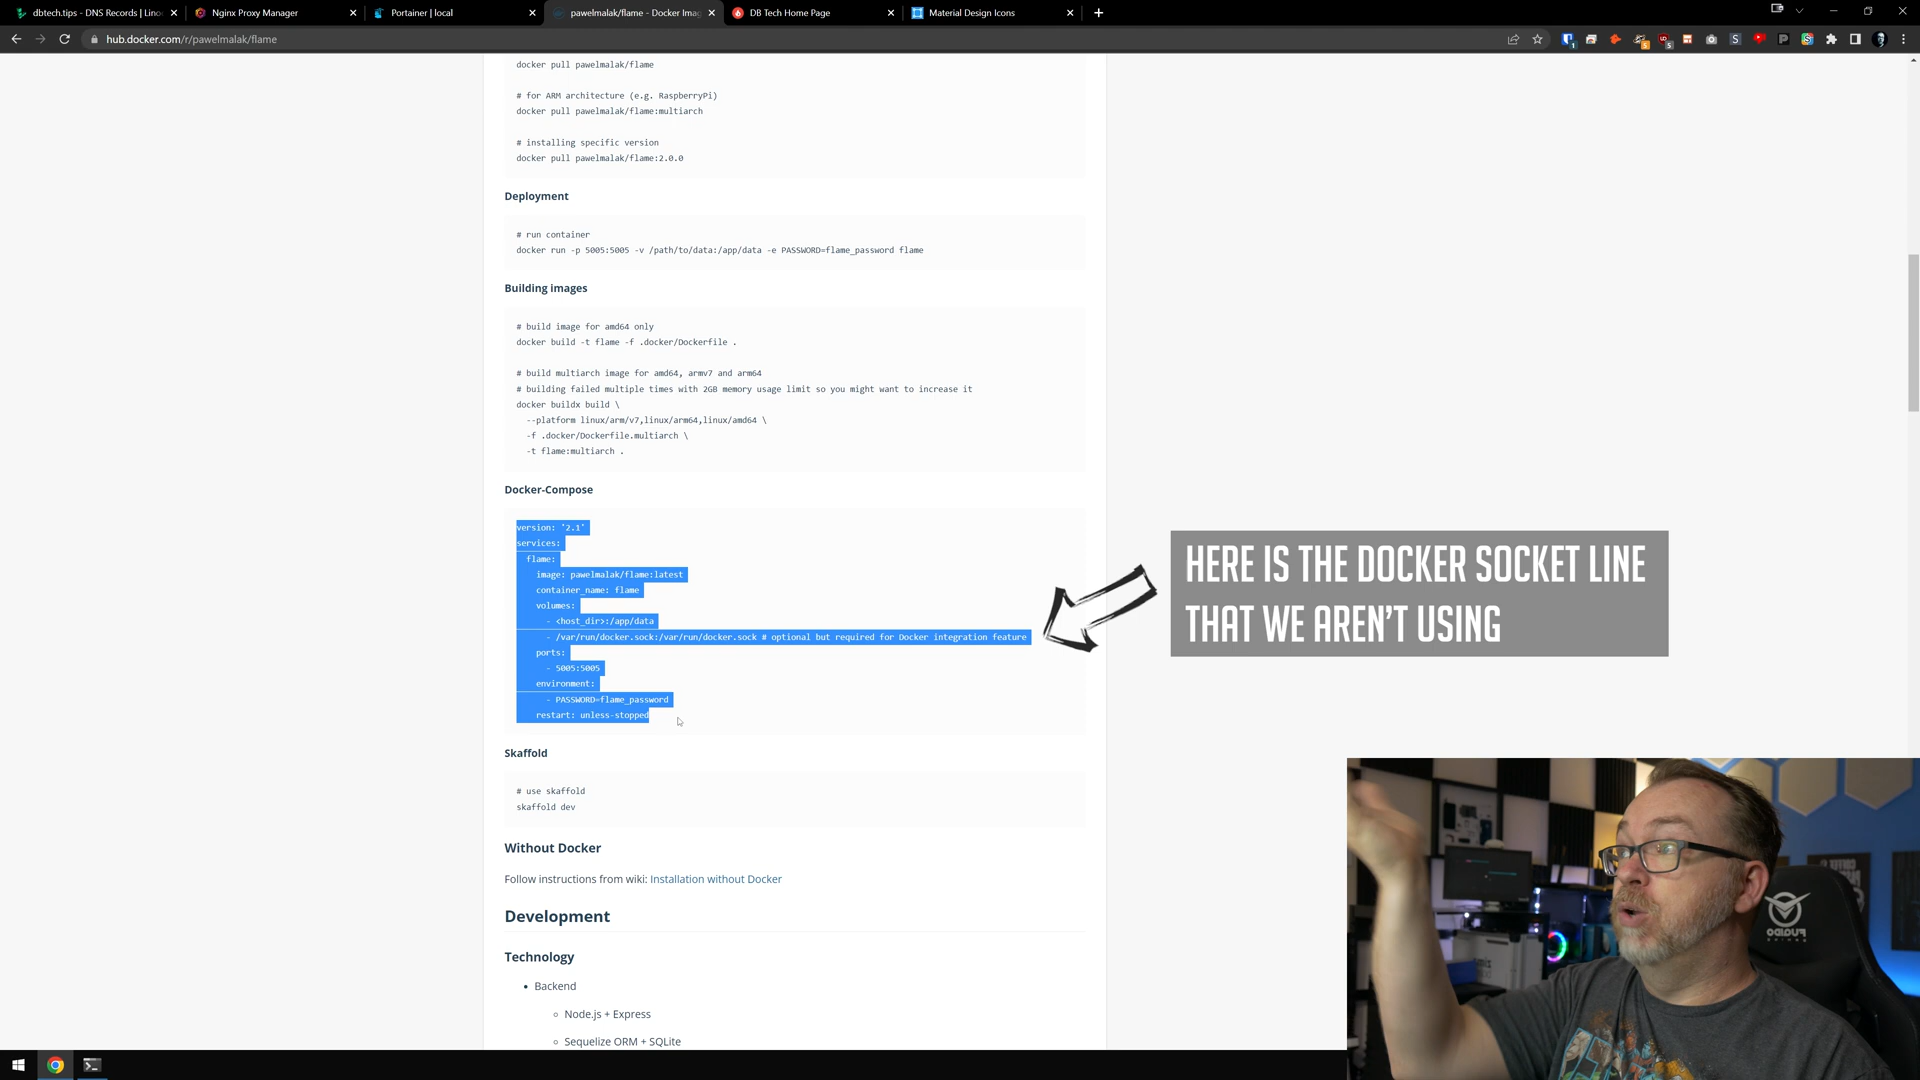 dbtech.tips - DNS Records | Lino
Nginx Proxy Manager
Portainer | local
pawelmalak/flame - Docker Imag
DB Tech Home Page
Material Design Icons
hub.docker.com/r/pawelmalak/flame
docker pull pawelmalak/flame
# for ARM architecture (e.g. RaspberryPi)
docker pull pawelmalak/flame:multiarch
# installing specific version
docker pull pawelmalak/flame:2.0.0
Deployment
# run container
docker run -p 5005:5005 -v /path/to/data:/app/data -e PASSWORD=flame_password flame
Building images
# build image for amd64 only
docker build -t flame -f .docker/Dockerfile .
# build multiarch image for amd64, armv7 and arm64
# building failed multiple times with 2GB memory usage limit so you might want to increase it
docker buildx build \
--platform linux/arm/v7,linux/arm64,linux/amd64 \
-f .docker/Dockerfile.multiarch \
-t flame:multiarch .
Docker-Compose
version: '2.1'
services:
flame:
image: pawelmalak/flame:latest
container_name: flame
volumes:
- <host_dir>:/app/data
- /var/run/docker.sock:/var/run/docker.sock # optional but required for Docker integration feature
ports:
- 5005:5005
environment:
- PASSWORD=flame_password
restart: unless-stopped
HERE IS THE DOCKER SOCKET LINE
THAT WE AREN'T USING
Skaffold
# use skaffold
skaffold dev
Without Docker
Follow instructions from wiki: Installation without Docker
Development
Technology
• Backend
◦ Node.js + Express
◦ Sequelize ORM + SQLite